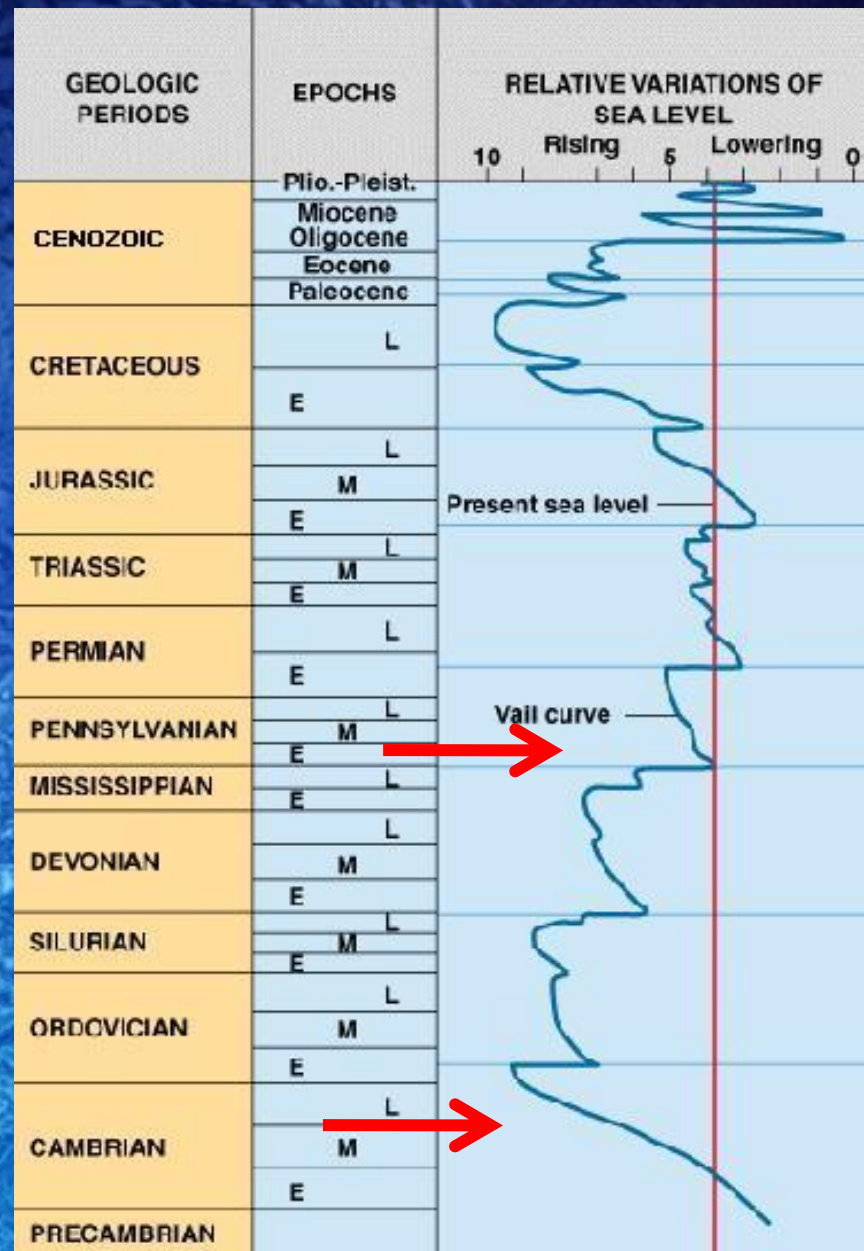 GEOLOGIC
PERIODS
EPOCHS
RELATIVE VARIATIONS OF
SEA LEVEL
Rising Lowering
10 5 0
CENOZOIC
Plio.-Pleist.
Miocene
Oligocene
Eocene
Paleocene
CRETACEOUS
L
E
JURASSIC
L
M
E
Present sea level
TRIASSIC
L
M
E
PERMIAN
L
E
PENNSYLVANIAN
L
M
E
Vail curve
MISSISSIPPIAN
L
E
DEVONIAN
L
M
E
SILURIAN
L
M
E
ORDOVICIAN
L
M
E
CAMBRIAN
L
M
E
PRECAMBRIAN